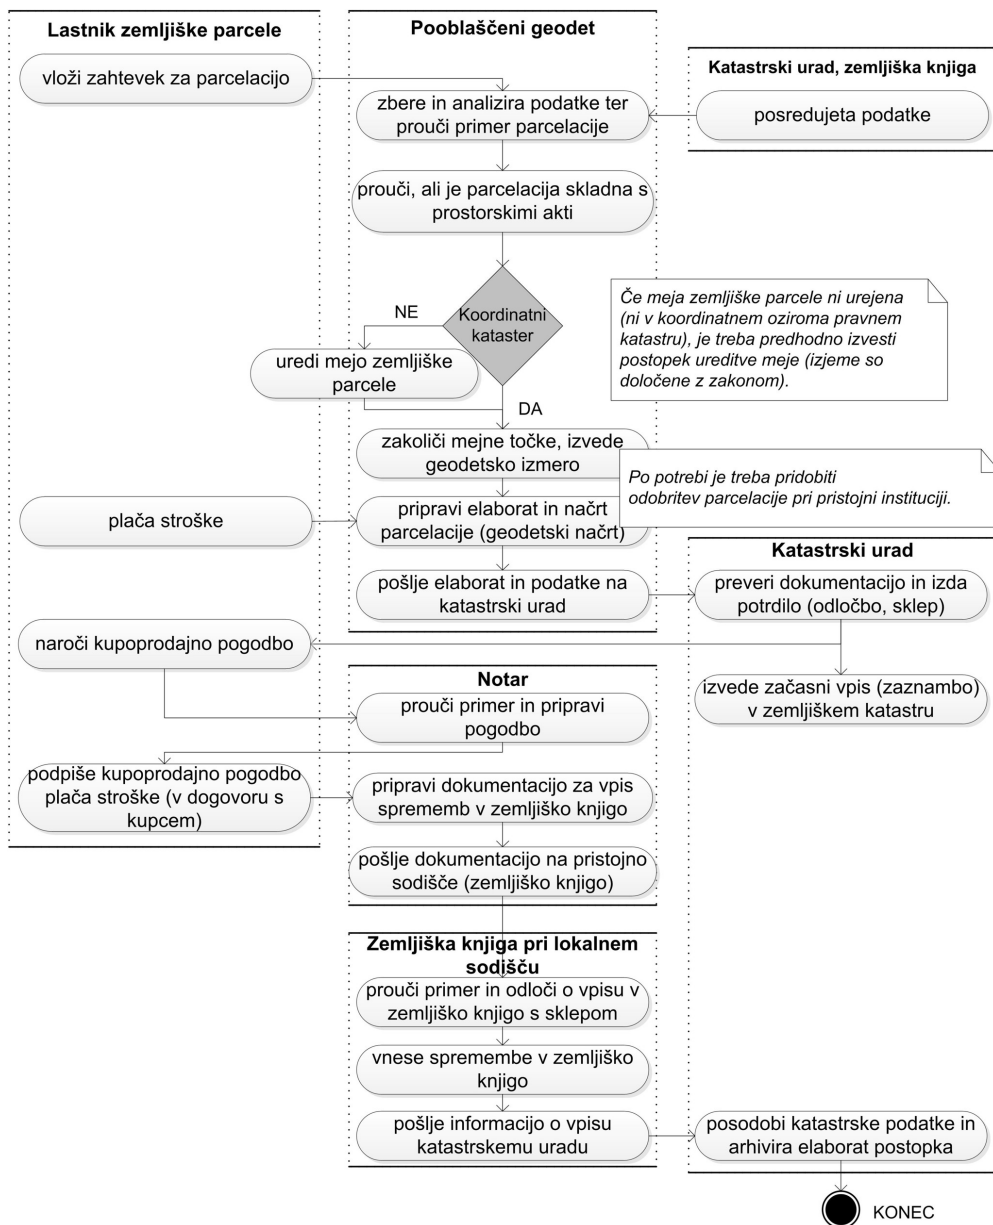 Lastnik zemljiške parcele
Pooblaščeni geodet
Katastrski urad, zemljiška knjiga
vloži zahtevek za parcelacijo
zbere in analizira podatke ter
prouči primer parcelacije
posredujeta podatke
prouči, ali je parcelacija skladna s
prostorskimi akti
Koordinatni
kataster
NE
uredi mejo zemljiške
parcele
DA
Če meja zemljiške parcele ni urejena
(ni v koordinatnem oziroma pravnem
katastru), je treba predhodno izvesti
postopek ureditve meje (izjeme so
določene z zakonom).
zakoliči mejne točke, izvede
geodetsko izmero
Po potrebi je treba pridobiti
odobritev parcelacije pri pristojni instituciji.
plača stroške
pripravi elaborat in načrt
parcelacije (geodetski načrt)
pošlje elaborat in podatke na
katastrski urad
Katastrski urad
preveri dokumentacijo in izda
potrdilo (odločbo, sklep)
naroči kupoprodajno pogodbo
izvede začasni vpis (zaznambo)
v zemljiškem katastru
Notar
prouči primer in pripravi
pogodbo
podpiše kupoprodajno pogodbo
plača stroške (v dogovoru s
kupcem)
pripravi dokumentacijo za vpis
sprememb v zemljiško knjigo
pošlje dokumentacijo na pristojno
sodišče (zemljiško knjigo)
Zemljiška knjiga pri lokalnem
sodišču
prouči primer in odloči o vpisu v
zemljiško knjigo s sklepom
vnese spremembe v zemljiško
knjigo
pošlje informacijo o vpisu
katastrskemu uradu
posodobi katastrske podatke in
arhivira elaborat postopka
KONEC